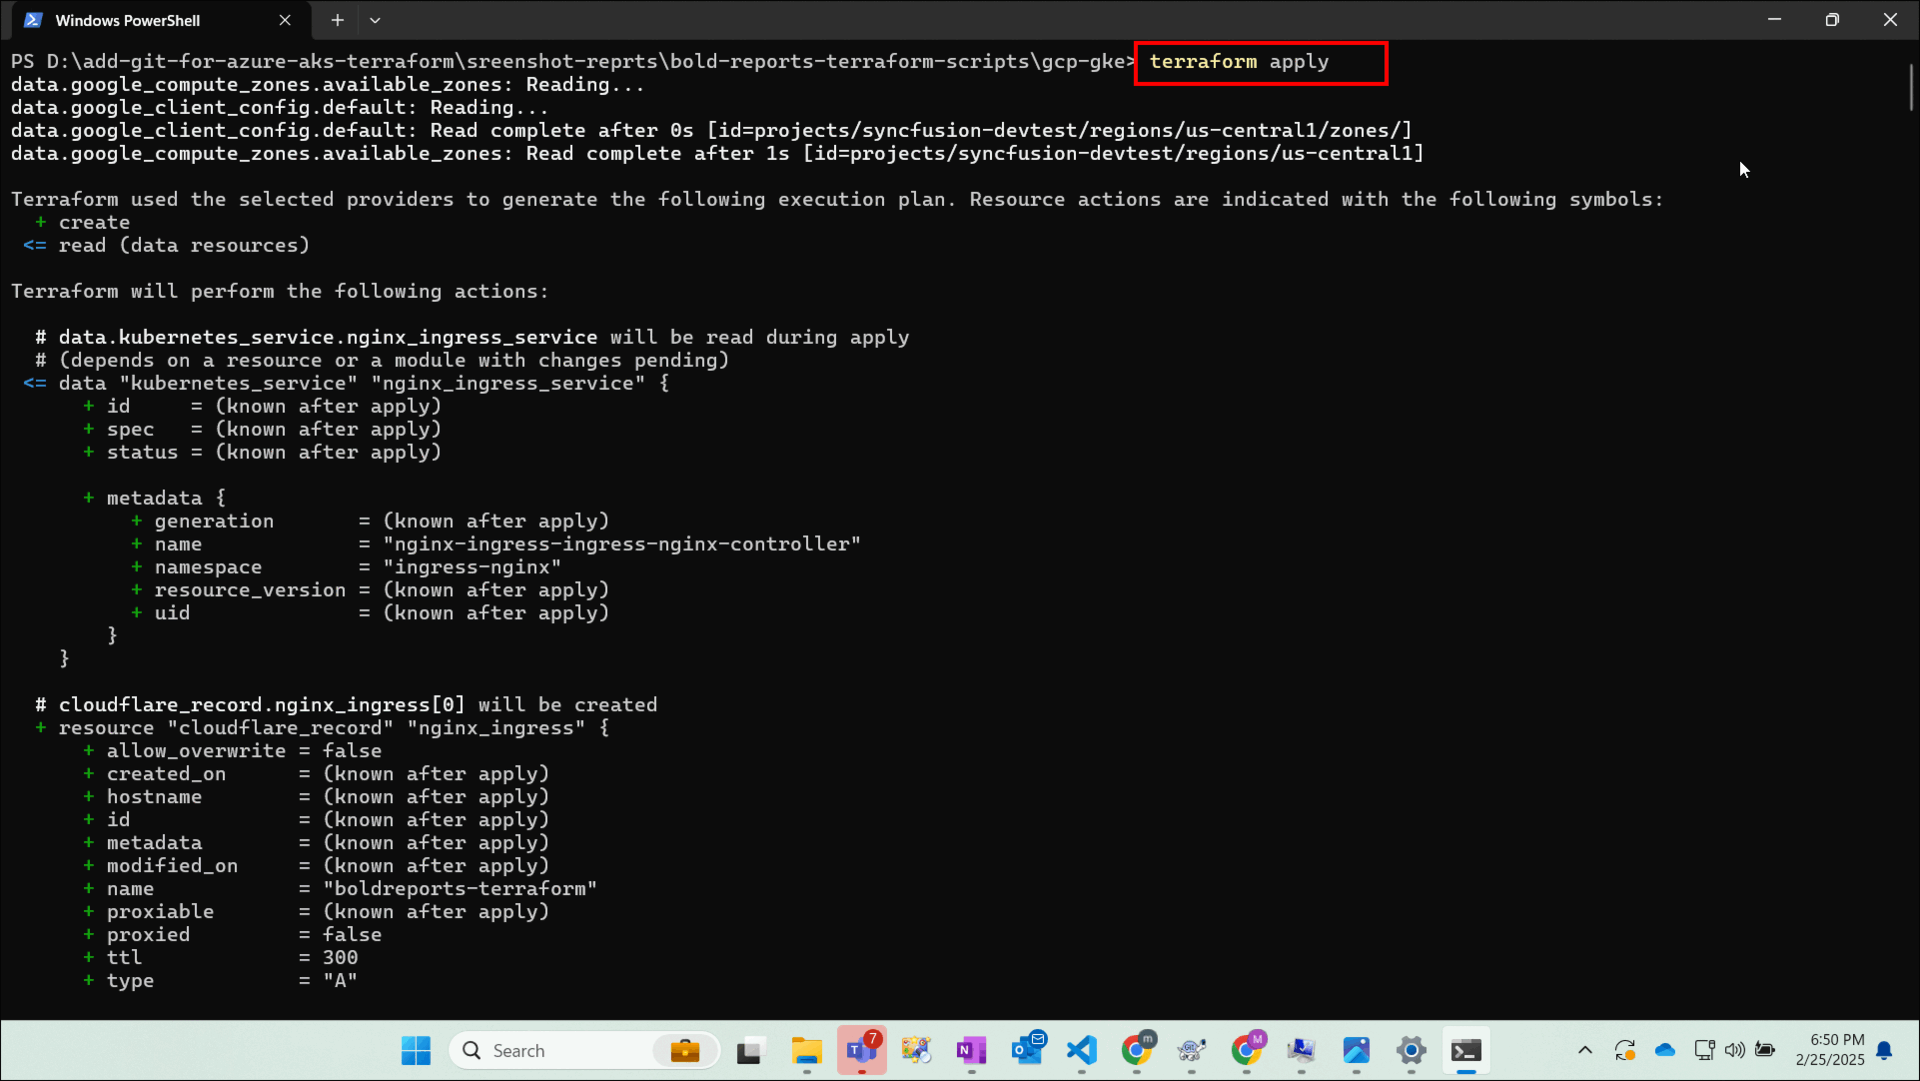 Windows PowerShell
PS D:\add-git-for-azure-aks-terraform\sreenshot-reprts\bold-reports-terraform-scripts\gcp-gke> terraform apply
data.google_compute_zones.available_zones: Reading...
data.google_client_config.default: Reading...
data.google_client_config.default: Read complete after 0s [id=projects/syncfusion-devtest/regions/us-central1/zones/]
data.google_compute_zones.available_zones: Read complete after 1s [id=projects/syncfusion-devtest/regions/us-central1]
Terraform used the selected providers to generate the following execution plan. Resource actions are indicated with the following symbols:
+ create
<= read (data resources)
Terraform will perform the following actions:
# data.kubernetes_service.nginx_ingress_service will be read during apply
# (depends on a resource or a module with changes pending)
<= data "kubernetes_service" "nginx_ingress_service" {
+ id     = (known after apply)
+ spec   = (known after apply)
+ status = (known after apply)
+ metadata {
+ generation       = (known after apply)
+ name             = "nginx-ingress-ingress-nginx-controller"
+ namespace        = "ingress-nginx"
+ resource_version = (known after apply)
+ uid              = (known after apply)
}
}
# cloudflare_record.nginx_ingress[0] will be created
+ resource "cloudflare_record" "nginx_ingress" {
+ allow_overwrite = false
+ created_on      = (known after apply)
+ hostname        = (known after apply)
+ id              = (known after apply)
+ metadata        = (known after apply)
+ modified_on     = (known after apply)
+ name            = "boldreports-terraform"
+ proxiable       = (known after apply)
+ proxied         = false
+ ttl             = 300
+ type            = "A"
Search
7
m
M
6:50 PM
2/25/2025